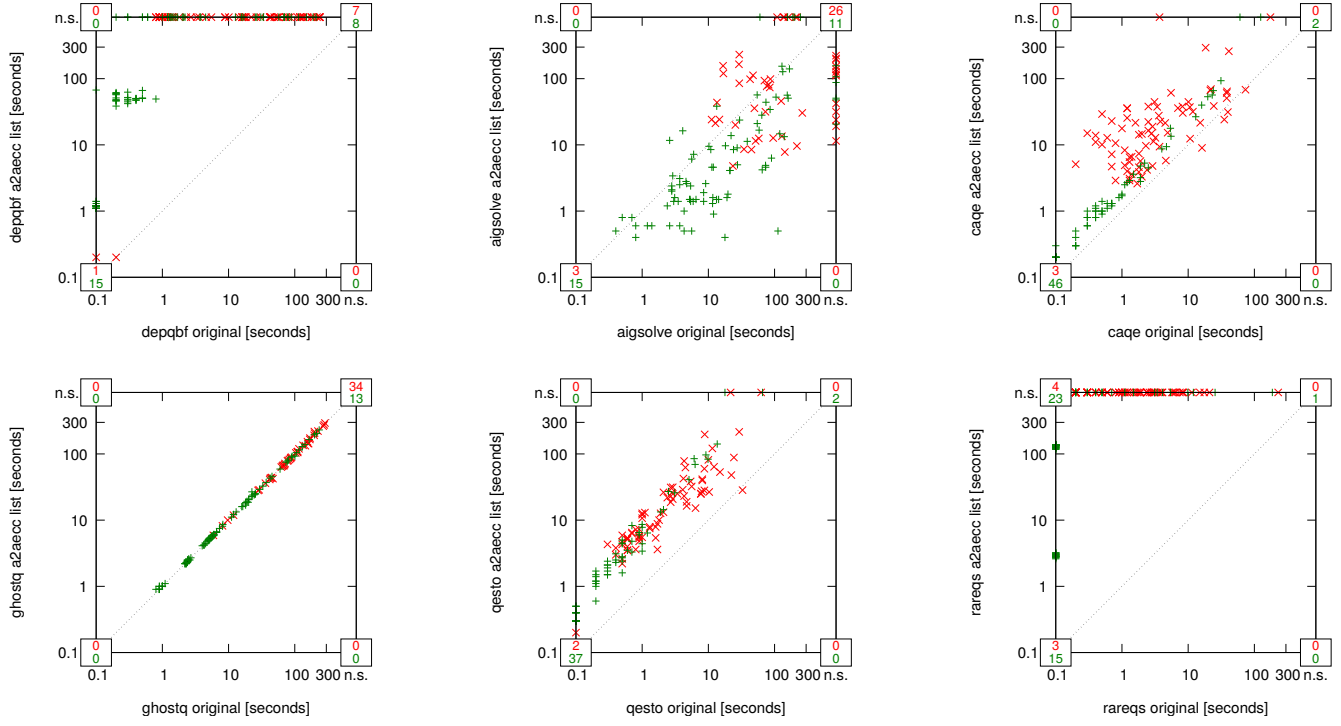 n.s. 0 0 7 8
300
100
10
1
0.1 1 15 0 0
0.1 1 10 100 300 n.s.
depqbf a2aecc list [seconds]
depqbf original [seconds]
n.s. 0 0 26 11
300
100
10
1
0.1 3 15 0 0
0.1 1 10 100 300 n.s.
aigsolve a2aecc list [seconds]
aigsolve original [seconds]
n.s. 0 0 0 2
300
100
10
1
0.1 3 46 0 0
0.1 1 10 100 300 n.s.
caqe a2aecc list [seconds]
caqe original [seconds]
n.s. 0 0 34 13
300
100
10
1
0.1 0 0 0 0
0.1 1 10 100 300 n.s.
ghostq a2aecc list [seconds]
ghostq original [seconds]
n.s. 0 0 0 2
300
100
10
1
0.1 2 37 0 0
0.1 1 10 100 300 n.s.
qesto a2aecc list [seconds]
qesto original [seconds]
n.s. 4 23 0 1
300
100
10
1
0.1 3 15 0 0
0.1 1 10 100 300 n.s.
rareqs a2aecc list [seconds]
rareqs original [seconds]